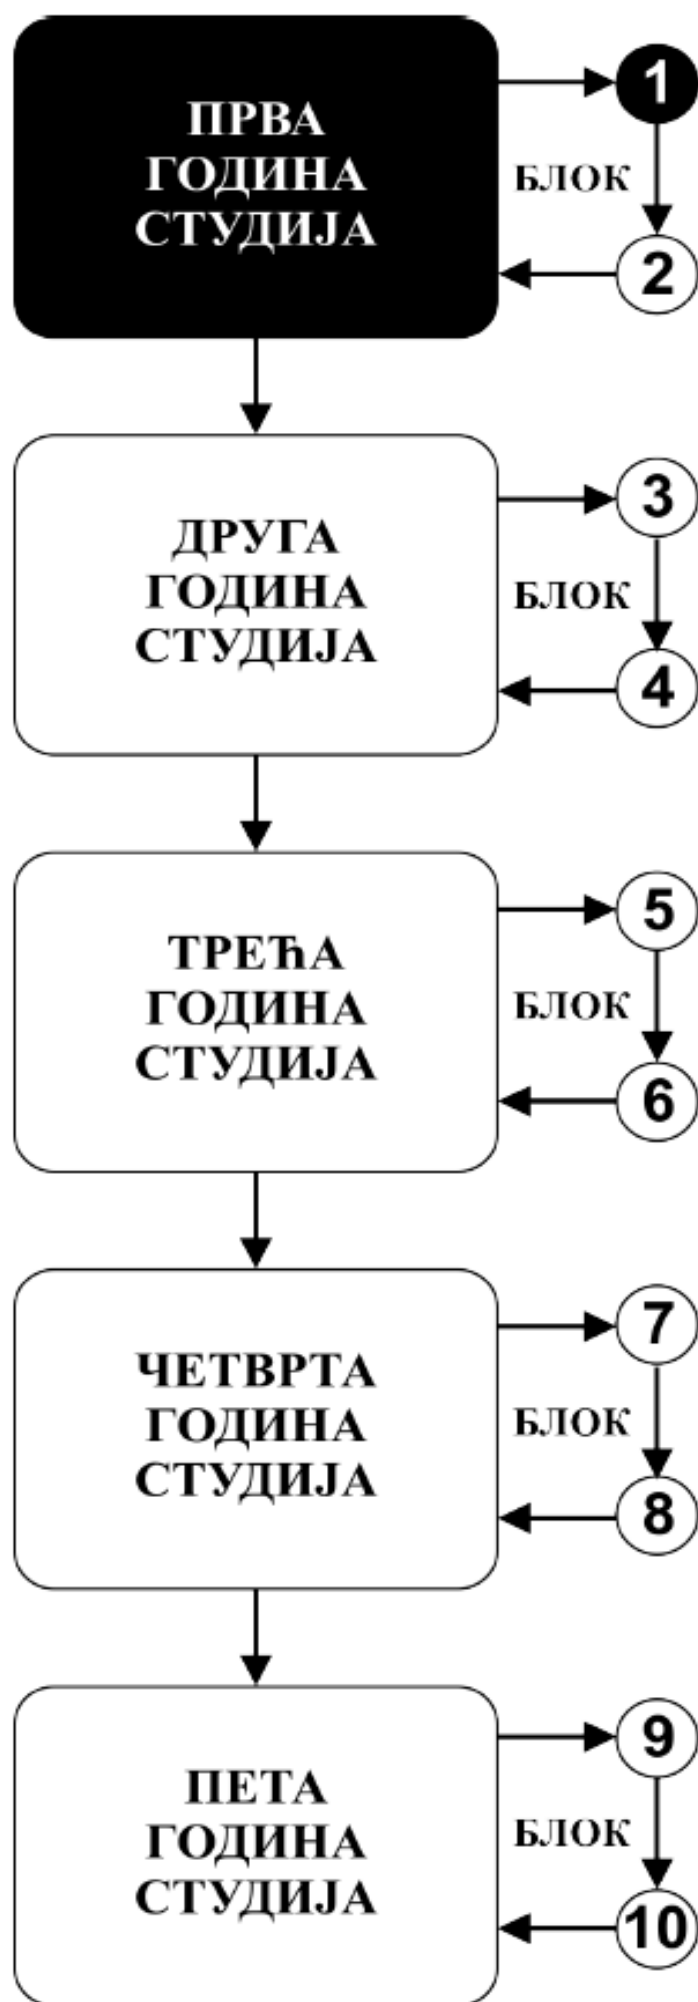 ПРВА
ГОДИНА
СТУДИЈА
1
БЛОК
2
ДРУГА
ГОДИНА
СТУДИЈА
3
БЛОК
4
ТРЕЋА
ГОДИНА
СТУДИЈА
5
БЛОК
6
ЧЕТВРТА
ГОДИНА
СТУДИЈА
7
БЛОК
8
ПЕТА
ГОДИНА
СТУДИЈА
9
БЛОК
10